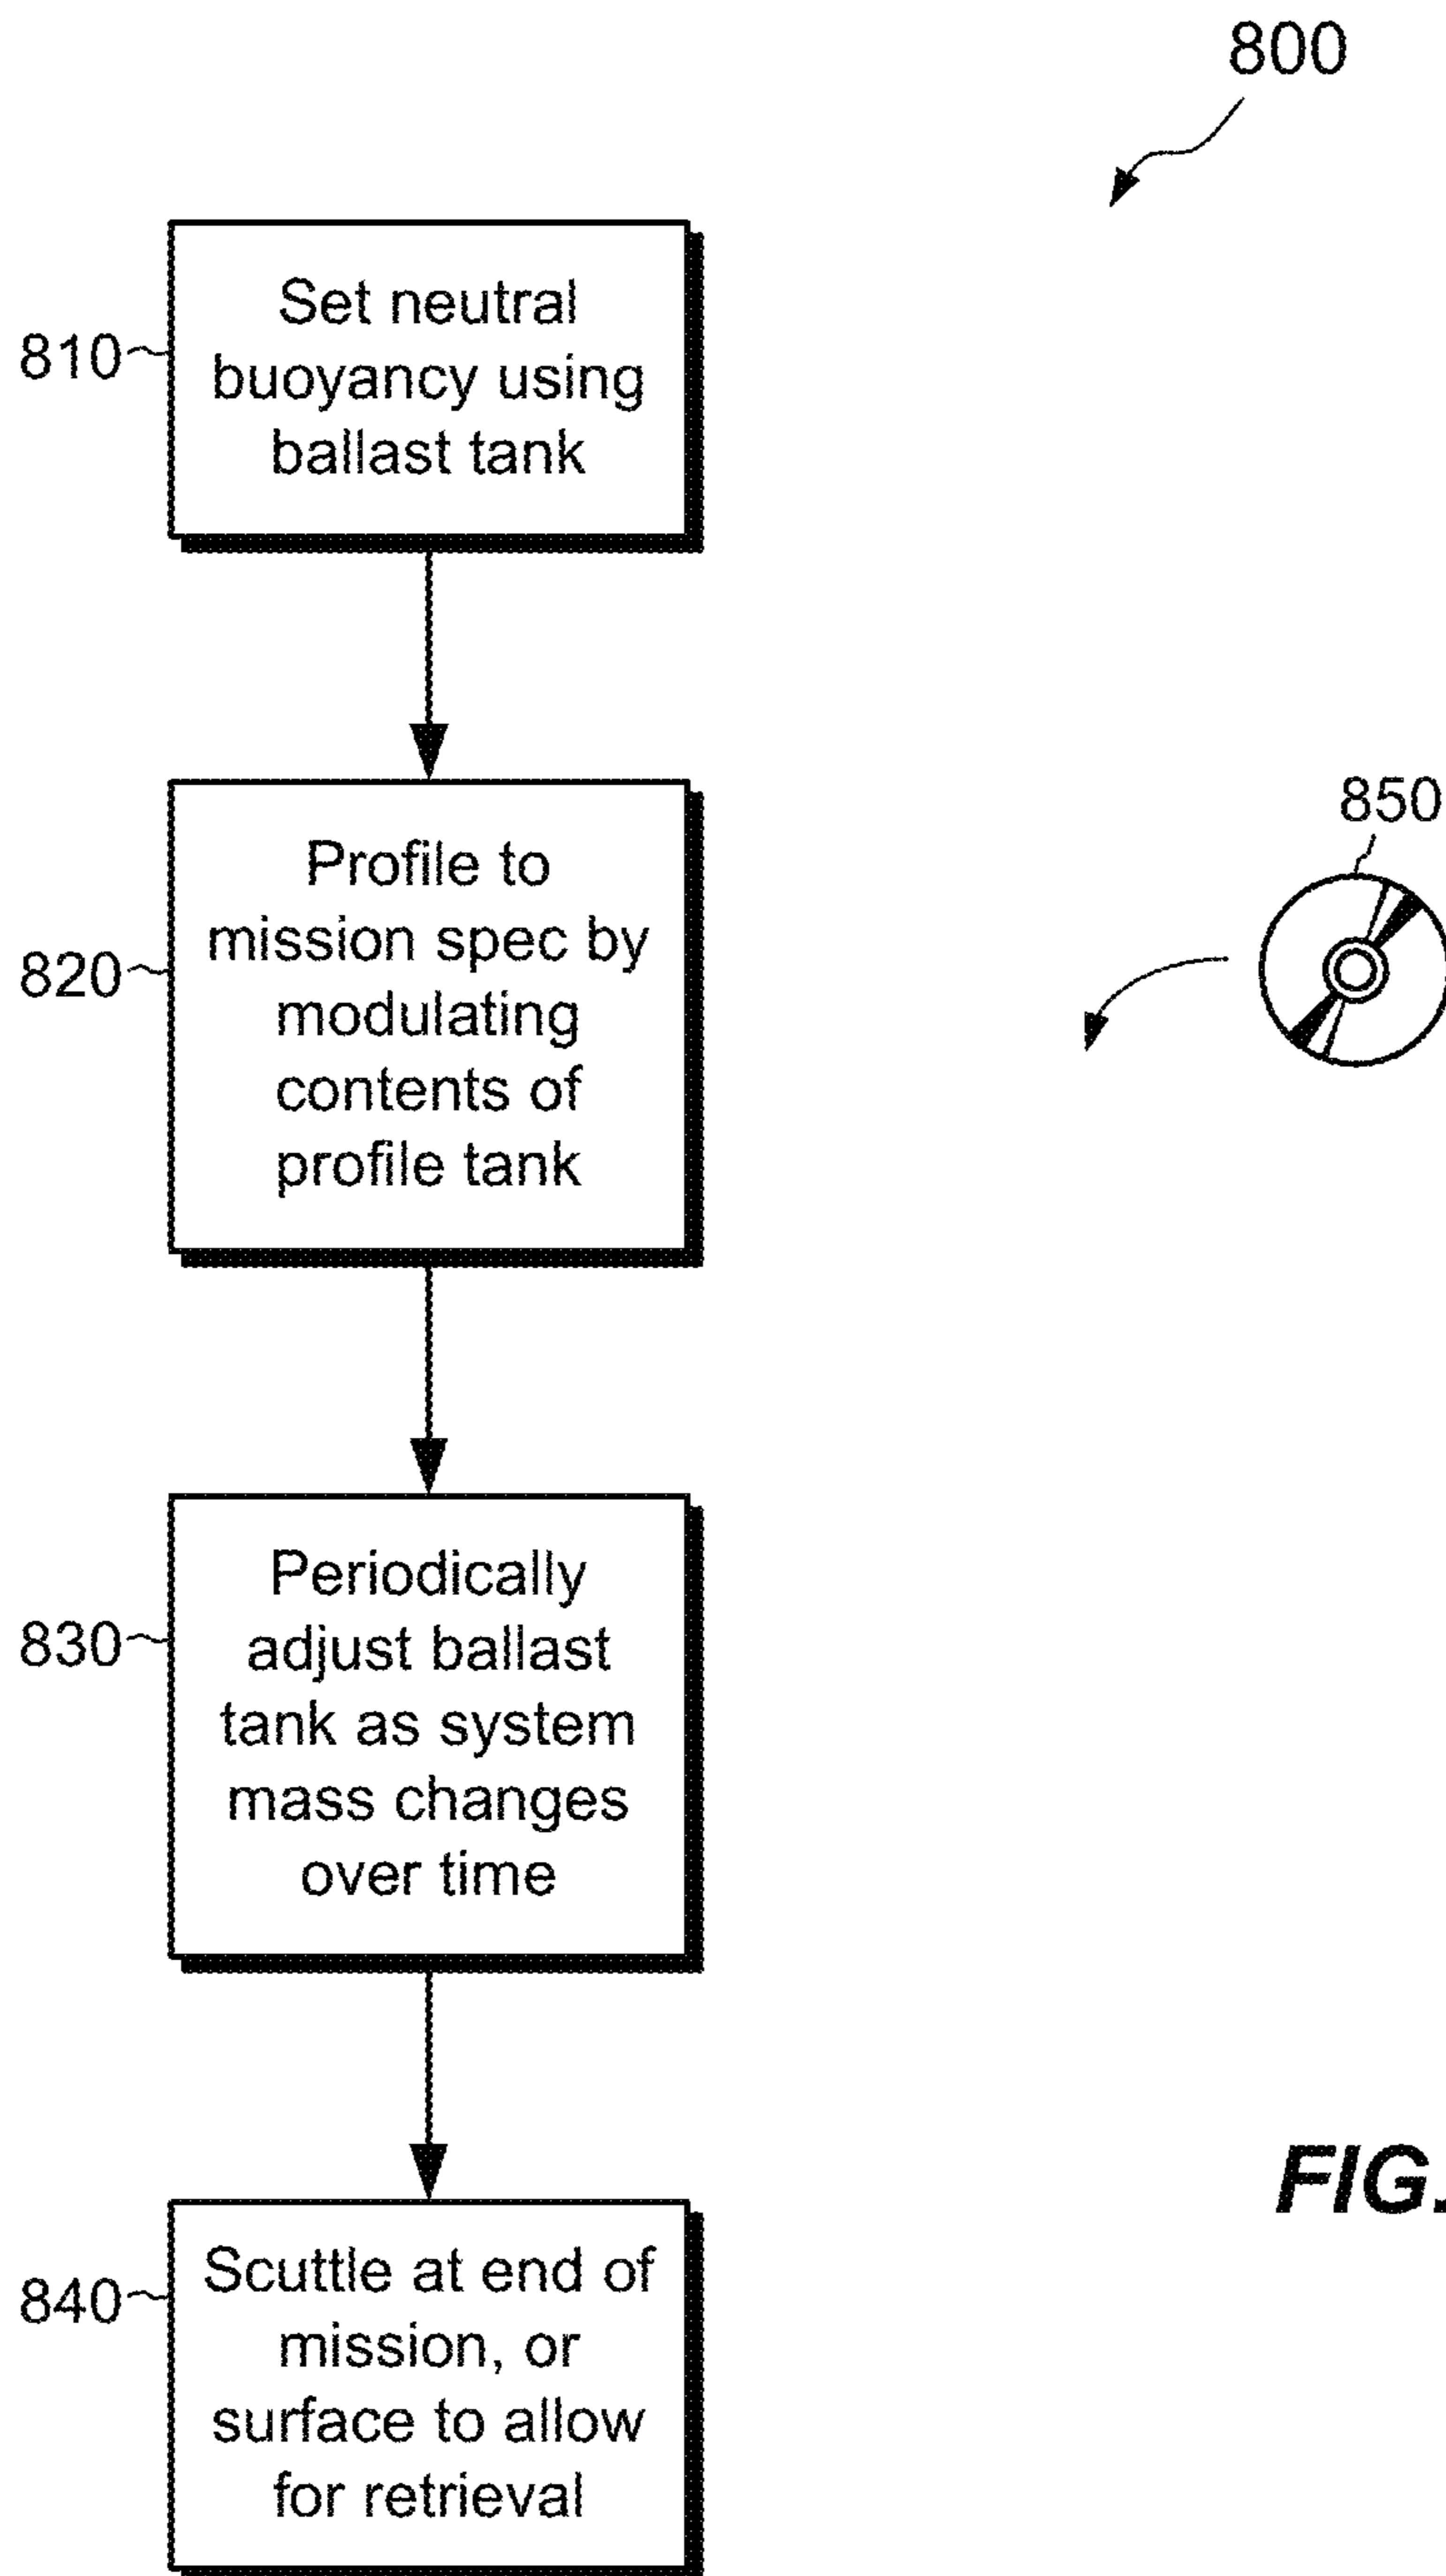 800
Set neutral
buoyancy using
ballast tank
810
Profile to
mission spec by
modulating
contents of
profile tank
820
850
Periodically
adjust ballast
tank as system
mass changes
over time
830
FIG.
Scuttle at end of
mission, or
surface to allow
for retrieval
840